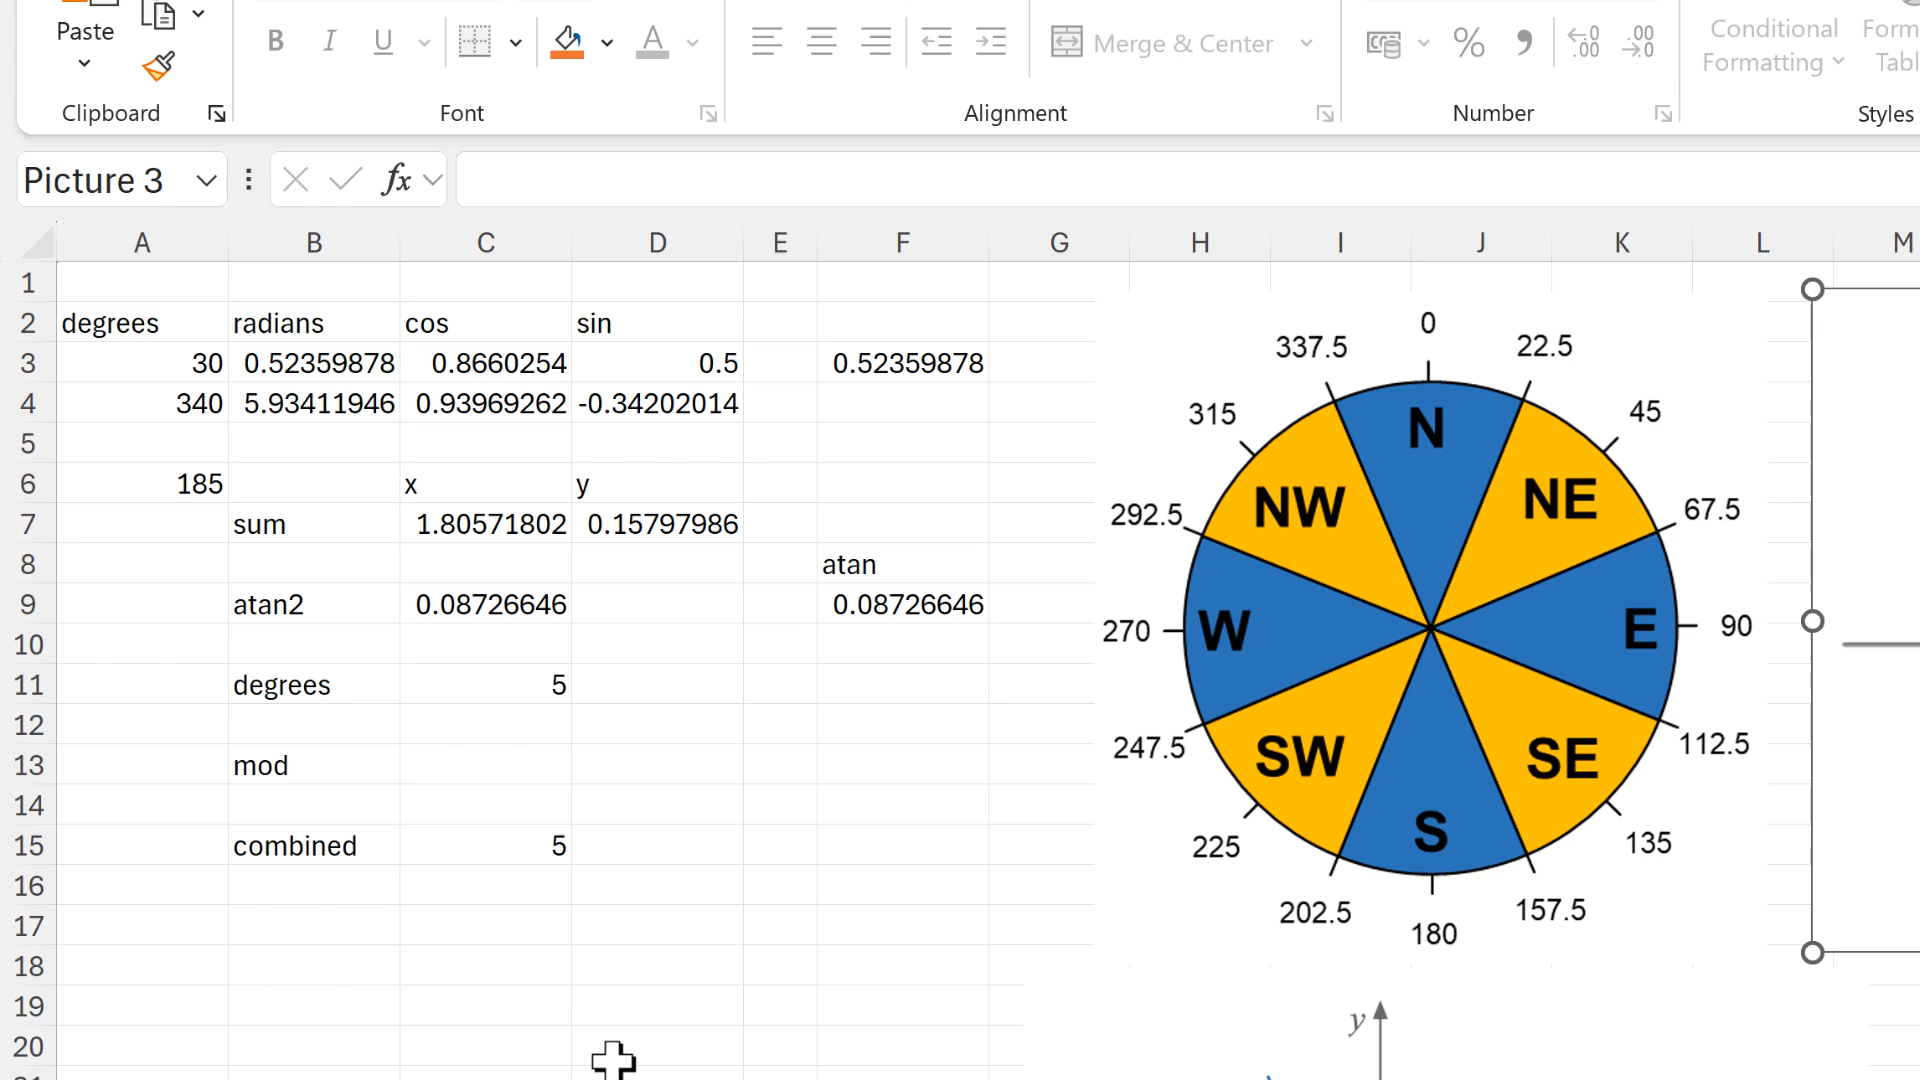 Paste
B I U A
Merge & Center
% 9 .00 .00
Conditional Form
Formatting Tabl
Clipboard Font Alignment Number Styles
Picture 3 fx
A B C D E F G H I J K L M
1
2 degrees radians cos sin
3 30 0.52359878 0.8660254 0.5 0.52359878
4 340 5.93411946 0.93969262 -0.34202014
5
6 185 x y
7 sum 1.80571802 0.15797986
8 atan
9 atan2 0.08726646 0.08726646
10
11 degrees 5
12
13 mod
14
15 combined 5
16
17
18
19
20
0
337.5 22.5
315 45
N
NW NE
292.5 67.5
270 W E 90
247.5 112.5
SW SE
S
225 135
202.5 157.5
180
y